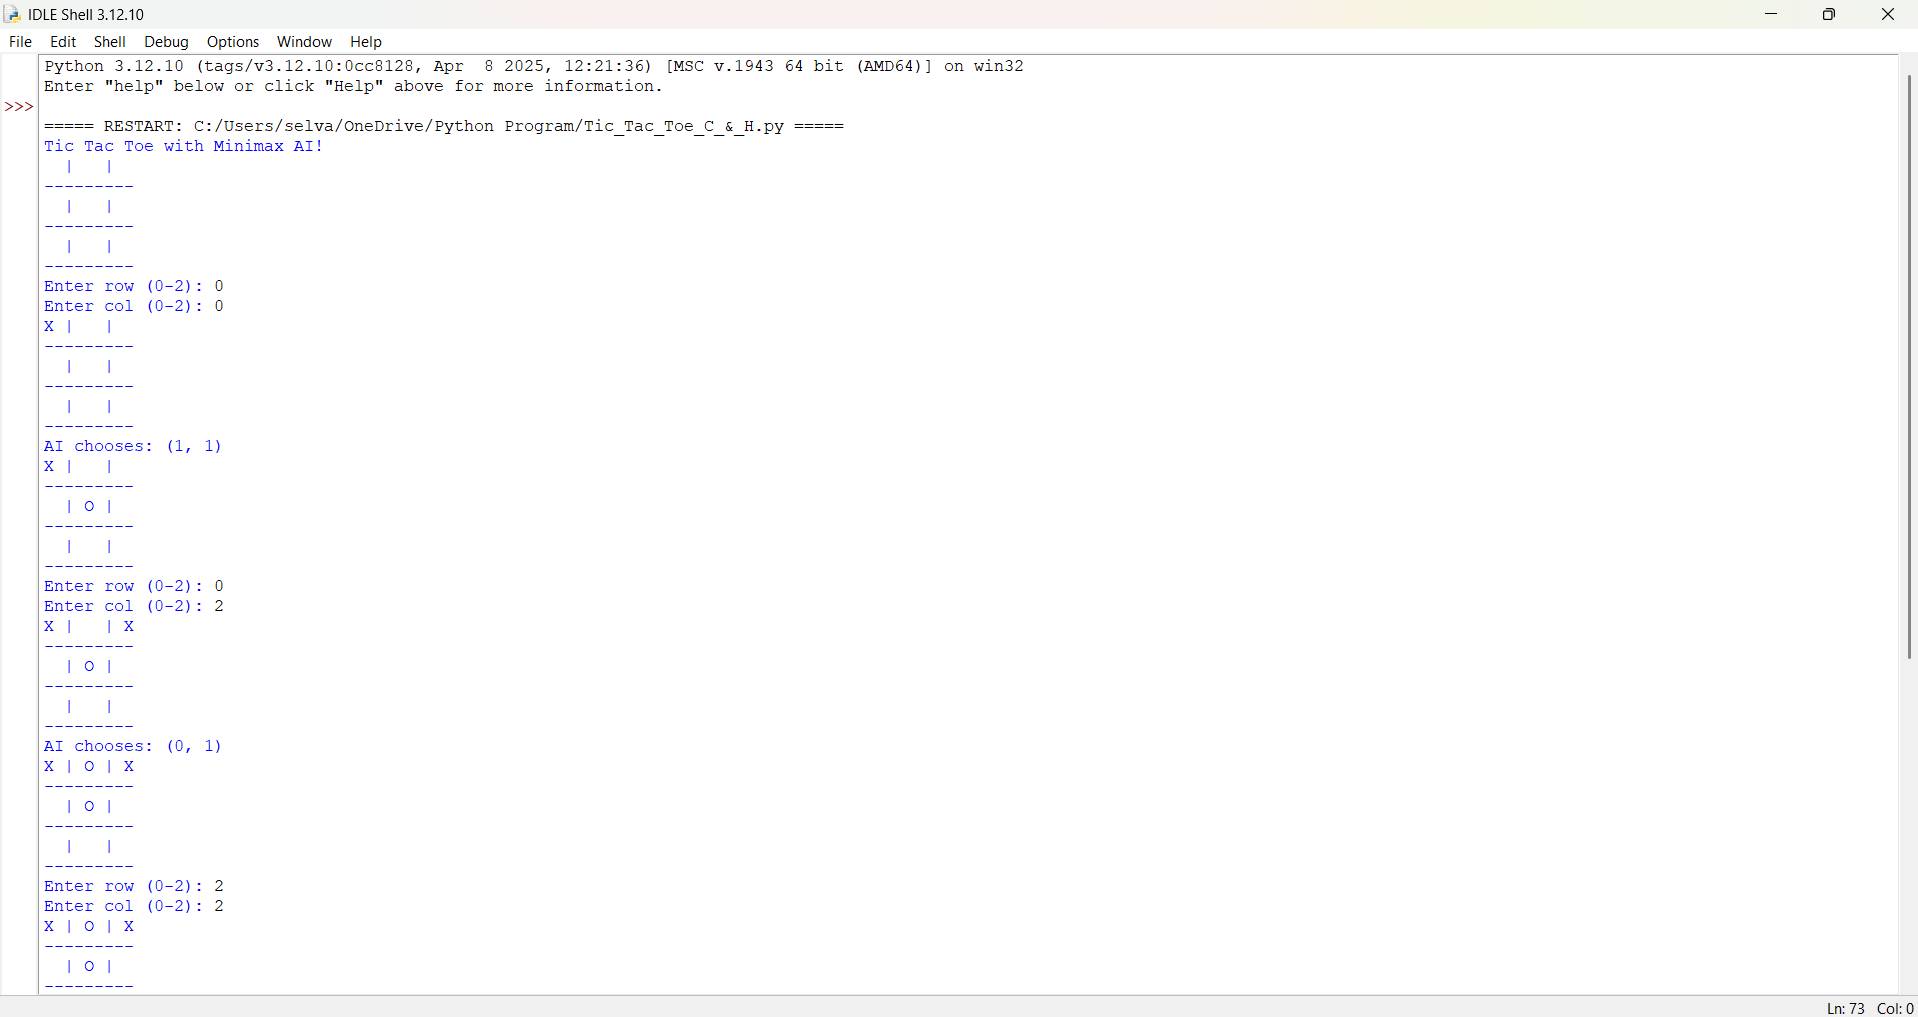 IDLE Shell 3.12.10
File Edit Shell Debug Options Window Help
Python 3.12.10 (tags/v3.12.10:0cc8128, Apr  8 2025, 12:21:36) [MSC v.1943 64 bit (AMD64)] on win32
Enter "help" below or click "Help" above for more information.
>>>
===== RESTART: C:/Users/selva/OneDrive/Python Program/Tic_Tac_Toe_C_&_H.py =====
Tic Tac Toe with Minimax AI!
  |   |
---------
  |   |
---------
  |   |
---------
Enter row (0-2): 0
Enter col (0-2): 0
X |   |
---------
  |   |
---------
  |   |
---------
AI chooses: (1, 1)
X |   |
---------
  | O |
---------
  |   |
---------
Enter row (0-2): 0
Enter col (0-2): 2
X |   | X
---------
  | O |
---------
  |   |
---------
AI chooses: (0, 1)
X | O | X
---------
  | O |
---------
  |   |
---------
Enter row (0-2): 2
Enter col (0-2): 2
X | O | X
---------
  | O |
---------
Ln: 73 Col: 0